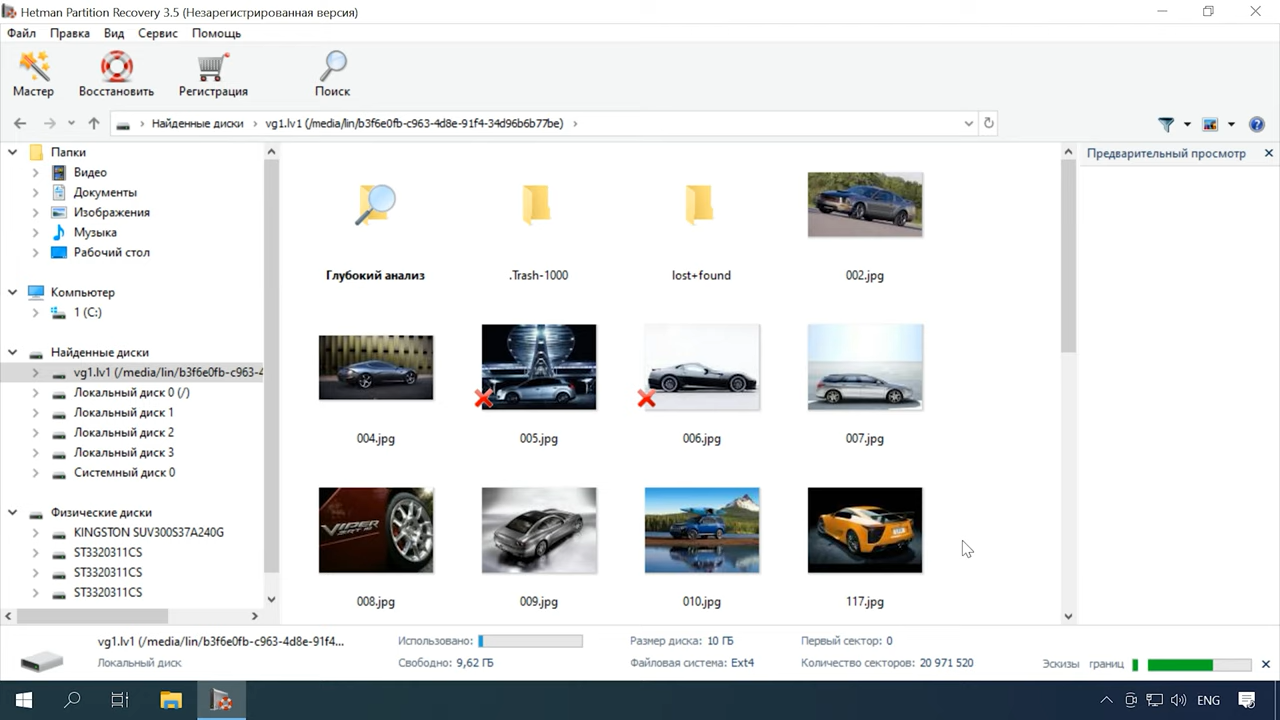 Hetman Partition Recovery 3.5 (Незарегистрированная версия)
Файл Правка Вид Сервис Помощь
Мастер Восстановить Регистрация Поиск
Найденные диски vg1.lv1 (/media/lin/b3f6e0fb-c963-4d8e-91f4-34d96b6b77be)
Папки
Видео
Документы
Изображения
Музыка
Рабочий стол
Компьютер
1 (C:)
Найденные диски
vg1.lv1 (/media/lin/b3f6e0fb-c963-4
Локальный диск 0 (/)
Локальный диск 1
Локальный диск 2
Локальный диск 3
Системный диск 0
Физические диски
KINGSTON SUV300S37A240G
ST3320311CS
ST3320311CS
ST3320311CS
Глубокий анализ .Trash-1000 lost+found 002.jpg
004.jpg 005.jpg 006.jpg 007.jpg
VIPER
008.jpg 009.jpg 010.jpg 117.jpg
Предварительный просмотр
vg1.lv1 (/media/lin/b3f6e0fb-c963-4d8e-91f4...
Локальный диск
Использовано:
Свободно: 9,62 ГБ
Размер диска: 10 ГБ
Файловая система: Ext4
Первый сектор: 0
Количество секторов: 20 971 520
Эскизы границ
ENG